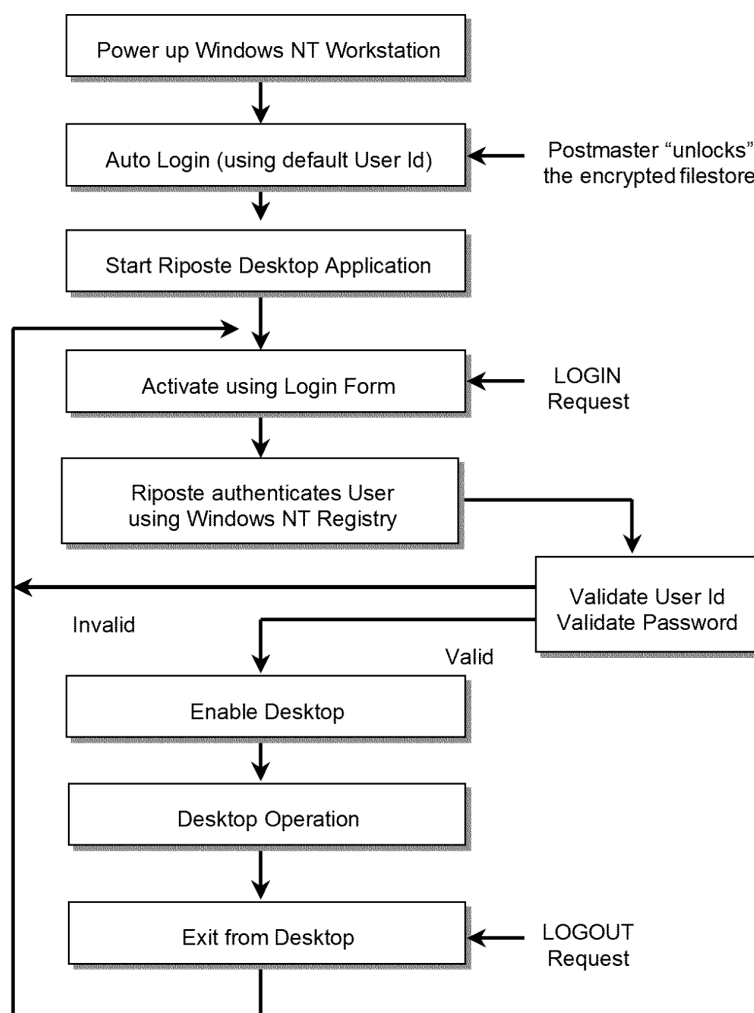 Power up Windows NT Workstation
Auto Login (using default User Id)
Postmaster “unlocks”
the encrypted filestore
Start Riposte Desktop Application
Activate using Login Form
LOGIN
Request
Riposte authenticates User
using Windows NT Registry
Validate User Id
Validate Password
Invalid
Valid
Enable Desktop
Desktop Operation
Exit from Desktop
LOGOUT
Request